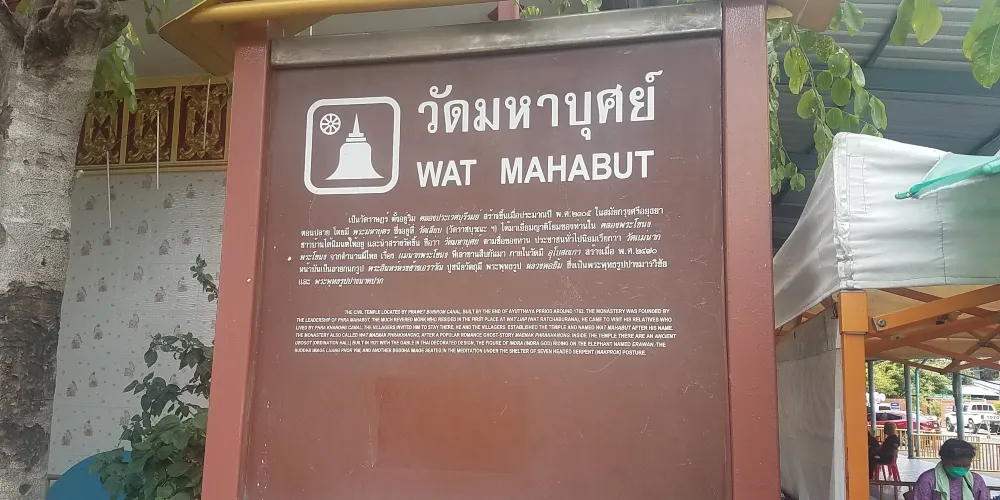 วัดมหาบุศย์
WAT MAHABUT
เป็นวัดราษฎร์ ตั้งอยู่ริม คลองประเวศบุรีรมย์ สร้างขึ้นเมื่อประมาณปี พ.ศ.๒๓๐๕ ในสมัยกรุงศรีอยุธยา
ตอนปลาย โดยมี พระมหาบุตร ซึ่งอยู่ที่ วัดเลียบ (วัดราชบูรณะ ฯ) ได้มาเยี่ยมญาติโยมของท่านใน คลองพระโขนง
ชาวบ้านได้นิมนต์ให้อยู่ และนำสร้างวัดขึ้น ชื่อว่า วัดมหาบุศย์ ตามชื่อของท่าน ประชาชนทั่วไปนิยมเรียกว่า วัดแม่นาก
พระโขนง จากตำนานผีไทย เรื่อง แม่นากพระโขนง ที่เล่าขานสืบกันมา ภายในวัดมี อุโบสถเก่า สร้างเมื่อ พ.ศ.๒๔๗๐
หน้าบันเป็นลายกนกรูป พระอินทร์ทรงช้างเอราวัณ ปูชนียวัตถุมี พระพุทธรูป หลวงพ่อยิ้ม ซึ่งเป็นพระพุทธรูปปางมารวิชัย
และ พระพุทธรูปปางนาคปรก
THE CIVIL TEMPLE LOCATED BY PRAWET BURIROM CANAL, BUILT BY THE END OF AYUTTHAYA PERIOD AROUND 1762. THE MONASTERY WAS FOUNDED BY
THE LEADERSHIP OF PHRA MAHABUT, THE MUCH REVERED MONK WHO RESIDED IN THE FIRST PLACE AT WAT LIAP (WAT RATCHABURANA). HE CAME TO VISIT HIS RELATIVES WHO
LIVED BY PHRA KHANONG CANAL. THE VILLAGERS INVITED HIM TO STAY THERE. HE AND THE VILLAGERS ESTABLISHED THE TEMPLE AND NAMED WAT MAHABUT AFTER HIS NAME.
THE MONASTERY ALSO CALLED WAT MAENAK PHRAKHANONG, AFTER A POPULAR ROMANCE GHOST-STORY MAENAK PHRAKHANONG. INSIDE THE TEMPLE THERE ARE AN ANCIENT
UBOSOT (ORDINATION HALL) BUILT IN 1927 WITH THE GABLE IN THAI DECORATED DESIGN, THE FIGURE OF INDRA (INDRA GOD) RIDING ON THE ELEPHANT NAMED ERAWAN, THE
BUDDHA IMAGE LUANG PHOR YIM, AND ANOTHER BUDDHA IMAGE SEATED IN THE MEDITATION UNDER THE SHELTER OF SEVEN HEADED SERPENT (NAKPROK) POSTURE.